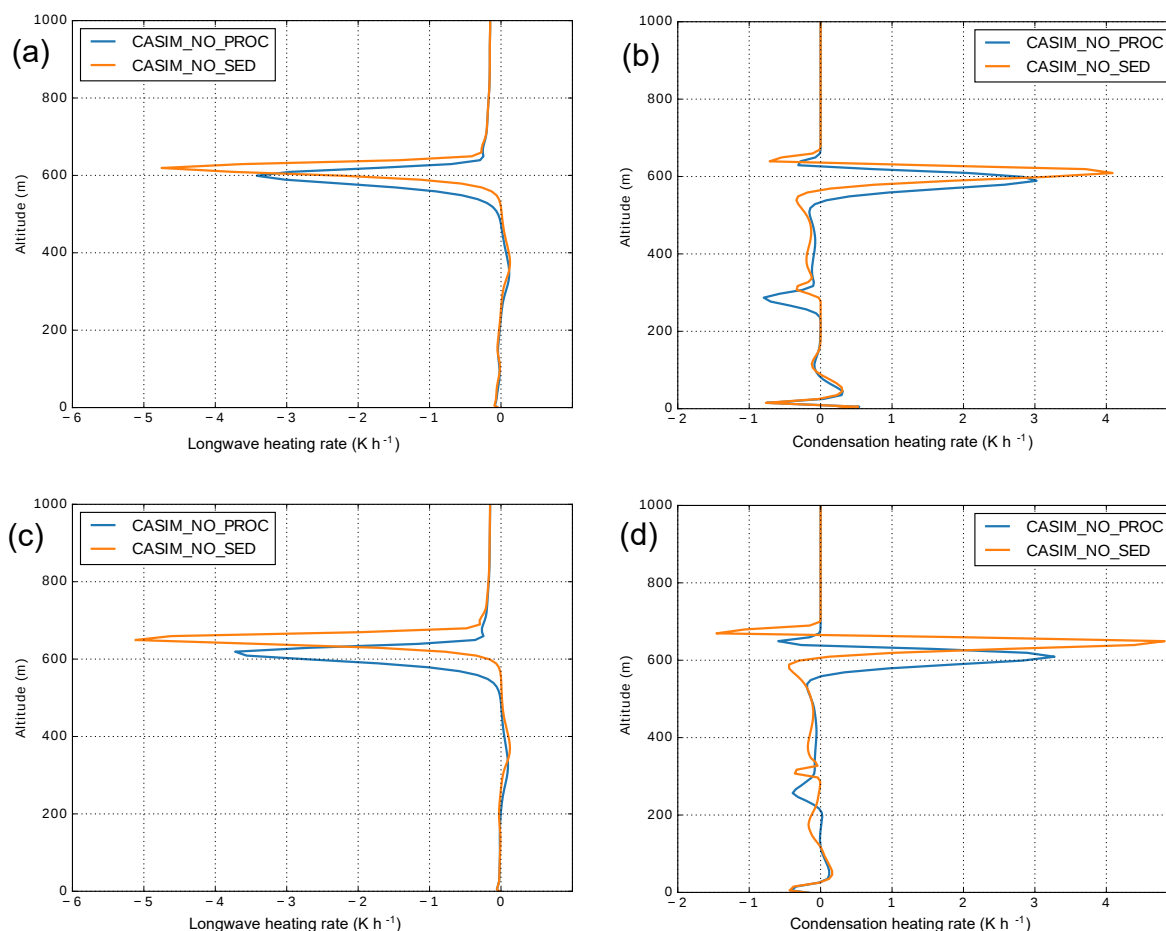 (a)
CASIM_NO_PROC
CASIM_NO_SED
1000
800
600
400
200
0
Altitude (m)
−6 −5 −4 −3 −2 −1 0
Longwave heating rate (K h⁻¹)
(b)
CASIM_NO_PROC
CASIM_NO_SED
1000
800
600
400
200
0
Altitude (m)
−2 −1 0 1 2 3 4
Condensation heating rate (K h⁻¹)
(c)
CASIM_NO_PROC
CASIM_NO_SED
1000
800
600
400
200
0
Altitude (m)
−6 −5 −4 −3 −2 −1 0
Longwave heating rate (K h⁻¹)
(d)
CASIM_NO_PROC
CASIM_NO_SED
1000
800
600
400
200
0
Altitude (m)
−2 −1 0 1 2 3 4
Condensation heating rate (K h⁻¹)